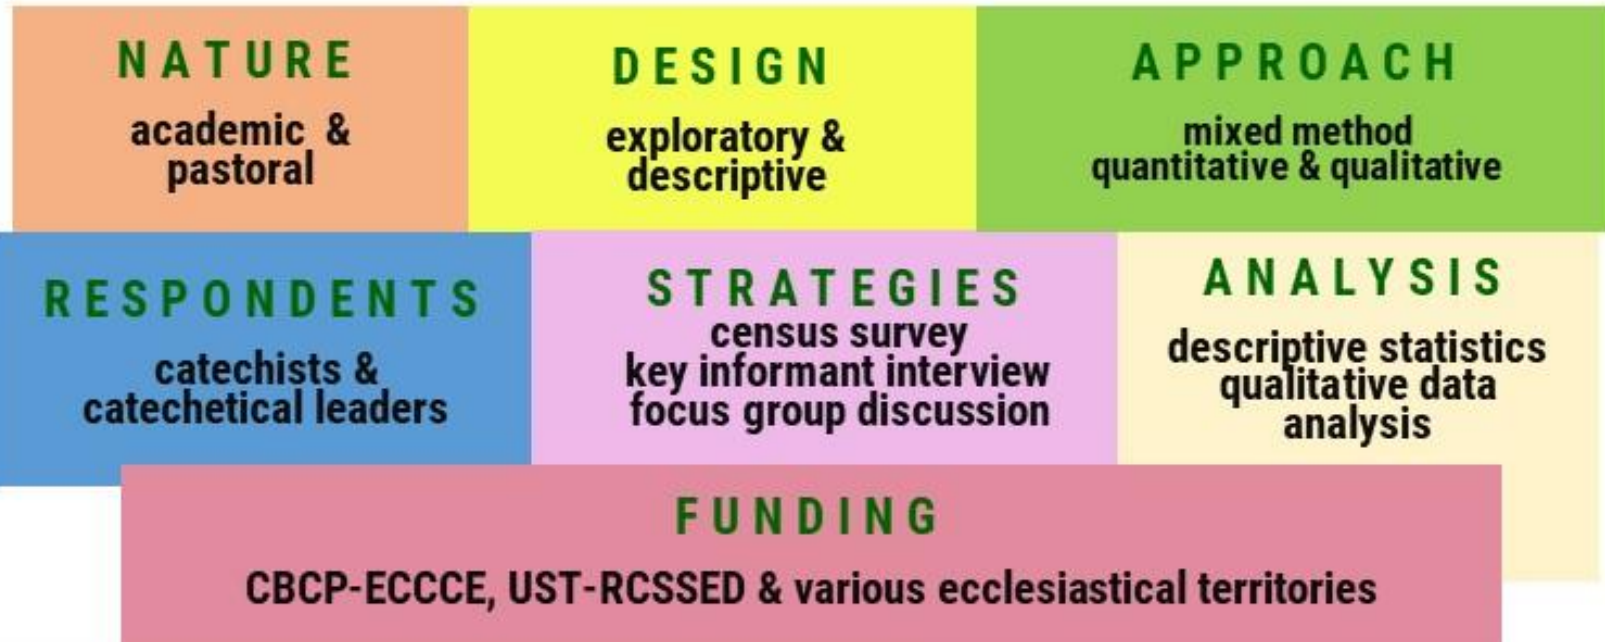 NATURE
academic &
pastoral
DESIGN
exploratory &
descriptive
APPROACH
mixed method
quantitative & qualitative
RESPONDENTS
catechists &
catechetical leaders
STRATEGIES
census survey
key informant interview
focus group discussion
ANALYSIS
descriptive statistics
qualitative data
analysis
FUNDING
CBCP-ECCCE, UST-RCSSED & various ecclesiastical territories